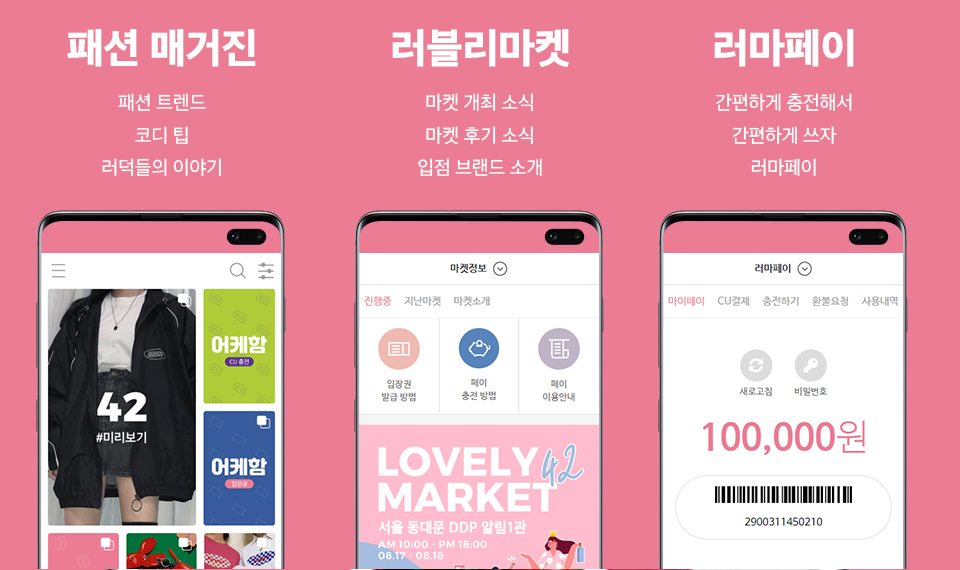 패션 매거진
패션 트렌드
코디 팁
러덕들의 이야기
42
#미리보기
어케함
CU 충전
어케함
입장권
러블리마켓
마켓 개최 소식
마켓 후기 소식
입점 브랜드 소개
마켓정보
진행중 지난마켓 마켓소개
입장권
발급 방법
페이
충전 방법
페이
이용안내
LOVELY 42
MARKET
서울 동대문 DDP 알림1관
AM 10:00 - PM 18:00
08.17 - 08.18
러마페이
간편하게 충전해서
간편하게 쓰자
러마페이
러마페이
마이페이 CU결제 충전하기 환불요청 사용내역
새로고침 비밀번호
100,000원
2900311450210